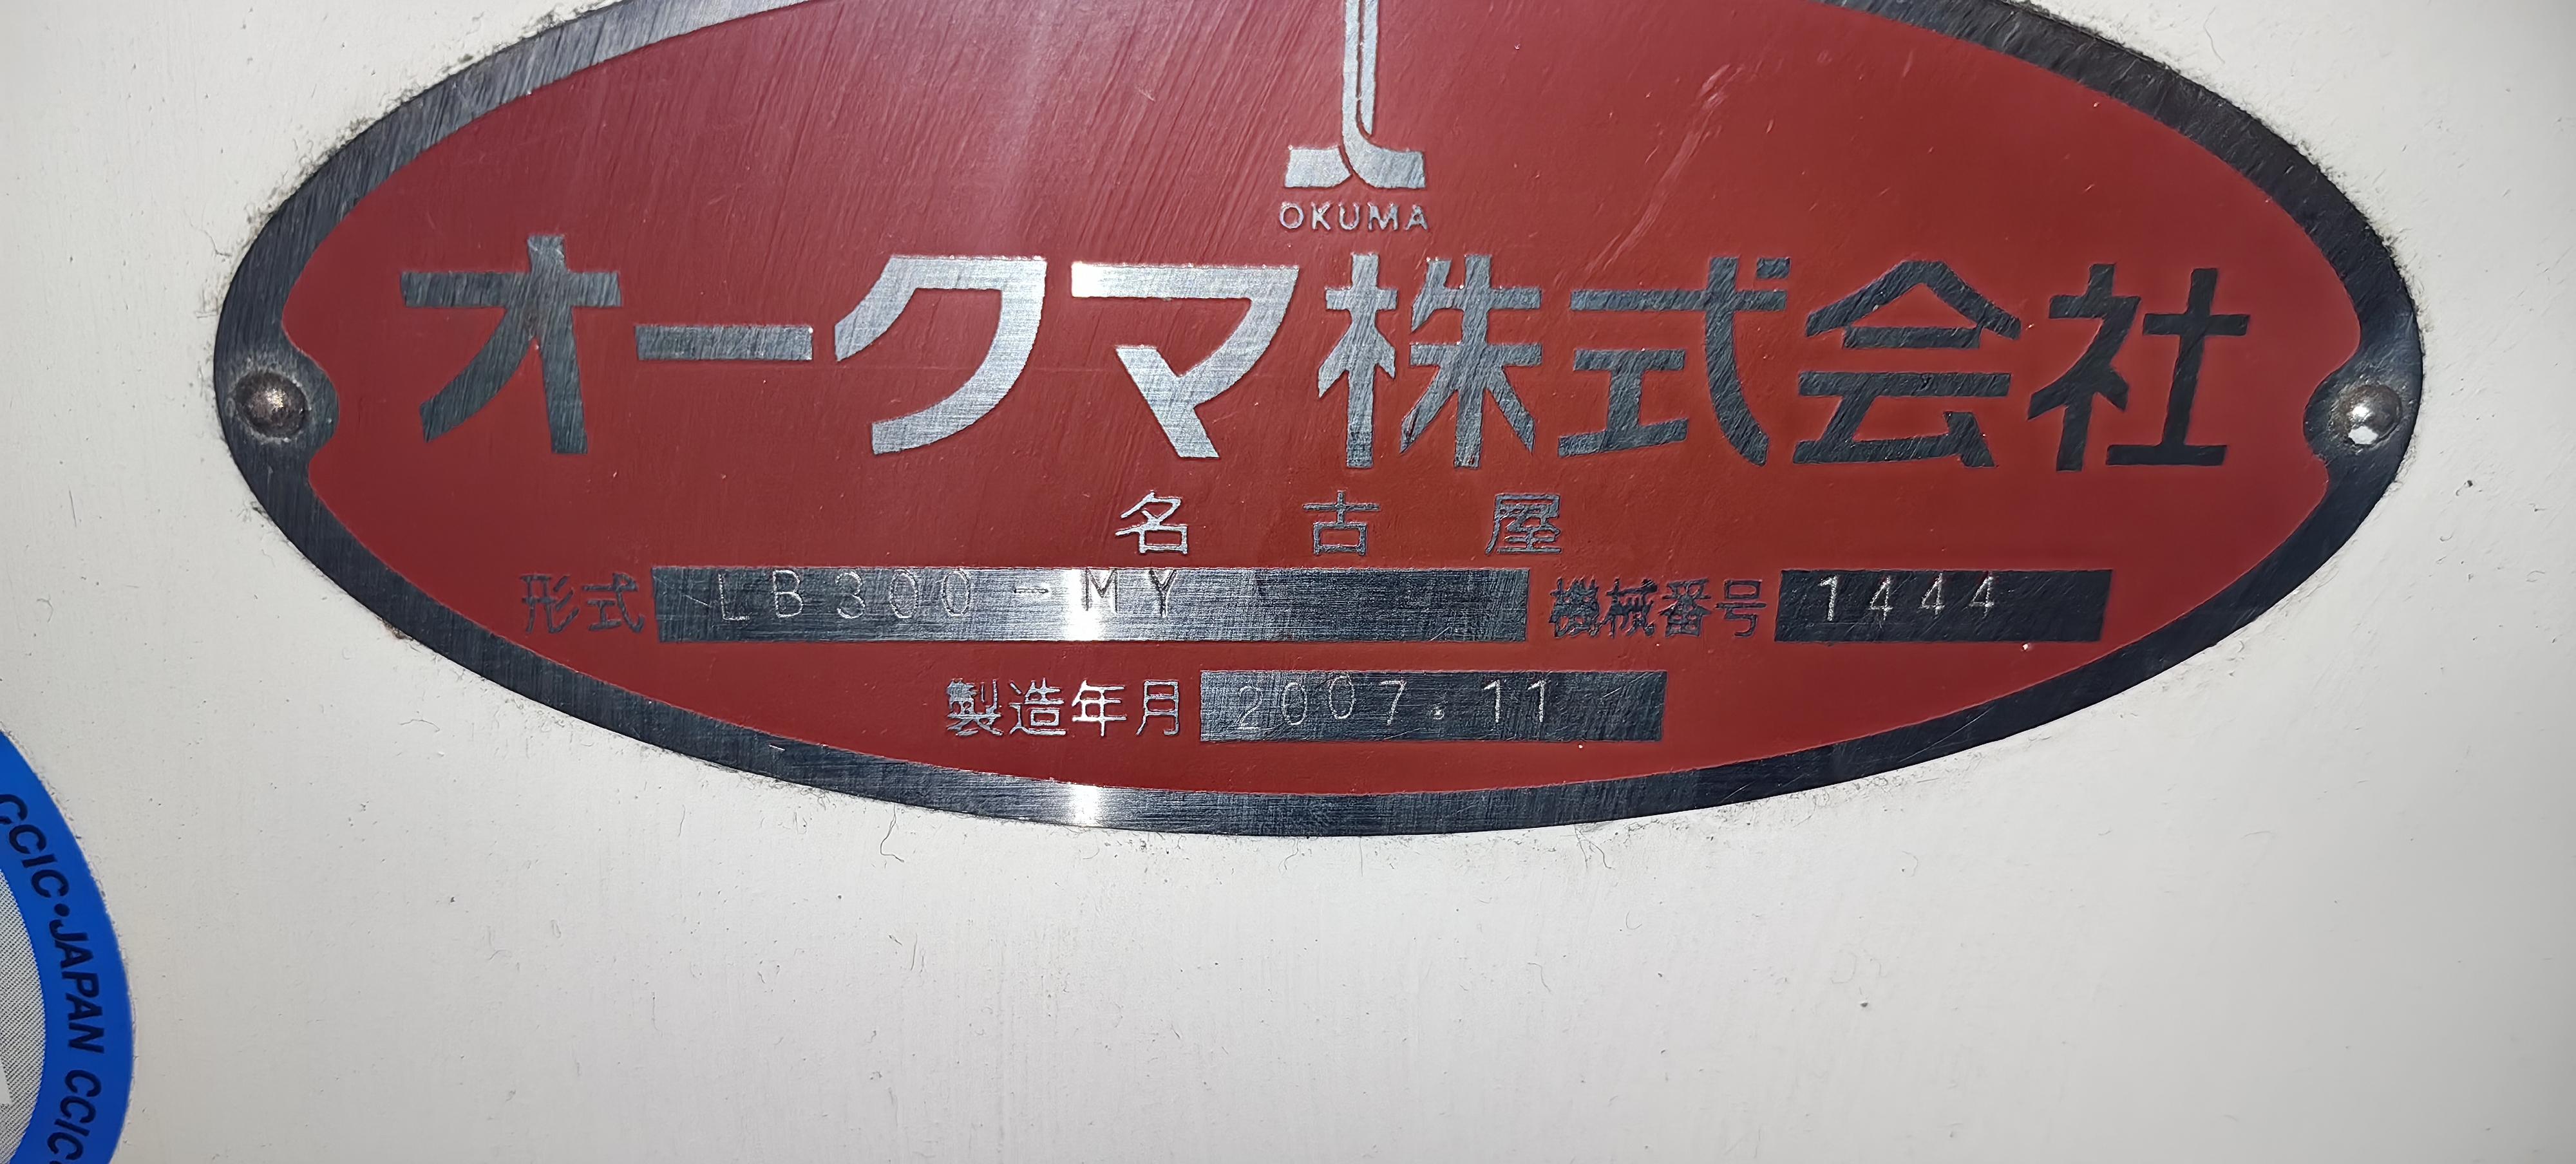 OKUMA
オークマ株式会社
名古屋
形式 LB300-MY 機械番号 1444
製造年月 2007.11
CCIC・JAPAN CCIC